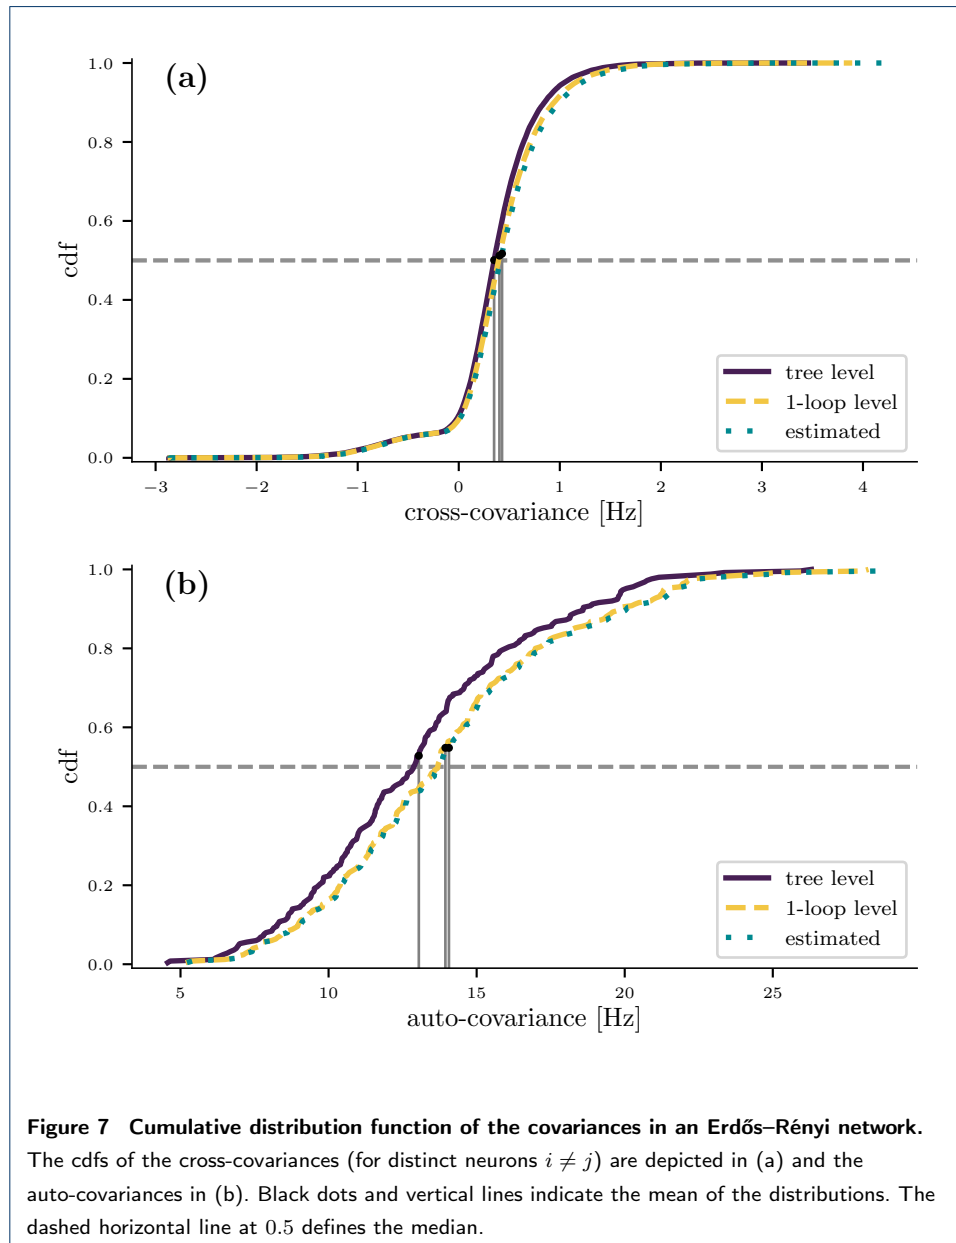 (a)
1.0
0.8
0.6
0.4
0.2
0.0
cdf
tree level
1-loop level
estimated
−3 −2 −1 0 1 2 3 4
cross-covariance [Hz]
(b)
1.0
0.8
0.6
0.4
0.2
0.0
cdf
tree level
1-loop level
estimated
5 10 15 20 25
auto-covariance [Hz]
Figure 7 Cumulative distribution function of the covariances in an Erdős–Rényi network.
The cdfs of the cross-covariances (for distinct neurons i ≠ j) are depicted in (a) and the
auto-covariances in (b). Black dots and vertical lines indicate the mean of the distributions. The
dashed horizontal line at 0.5 defines the median.